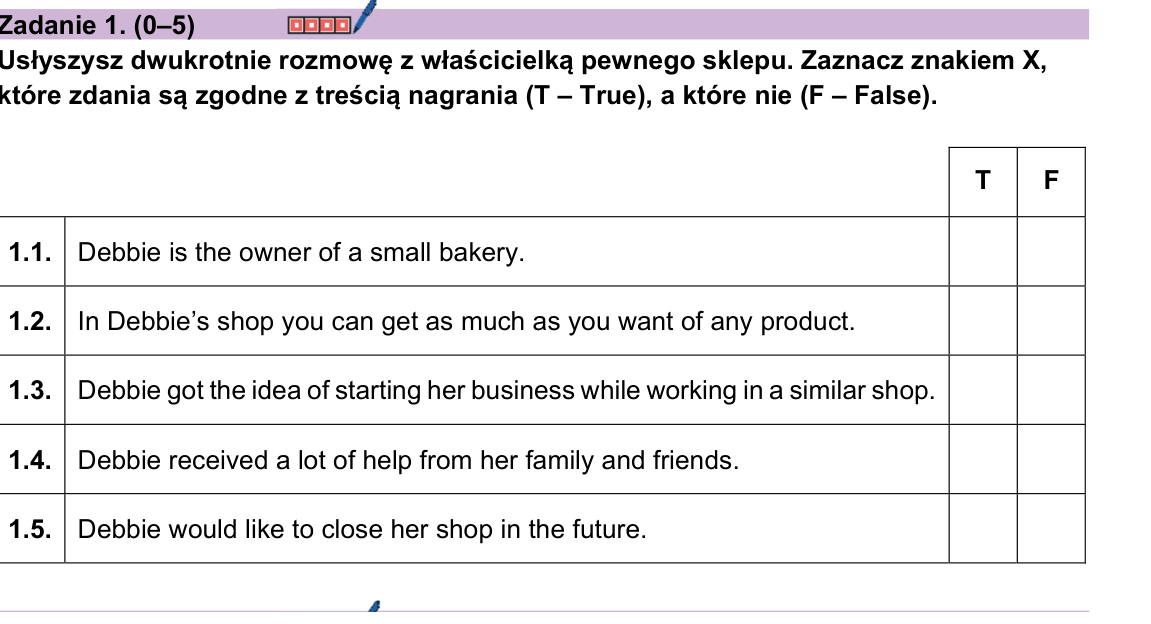 Zadanie 1. (0–5)
Usłyszysz dwukrotnie rozmowę z właścicielką pewnego sklepu. Zaznacz znakiem X,
które zdania są zgodne z treścią nagrania (T – True), a które nie (F – False).
T F
1.1. Debbie is the owner of a small bakery.
1.2. In Debbie’s shop you can get as much as you want of any product.
1.3. Debbie got the idea of starting her business while working in a similar shop.
1.4. Debbie received a lot of help from her family and friends.
1.5. Debbie would like to close her shop in the future.